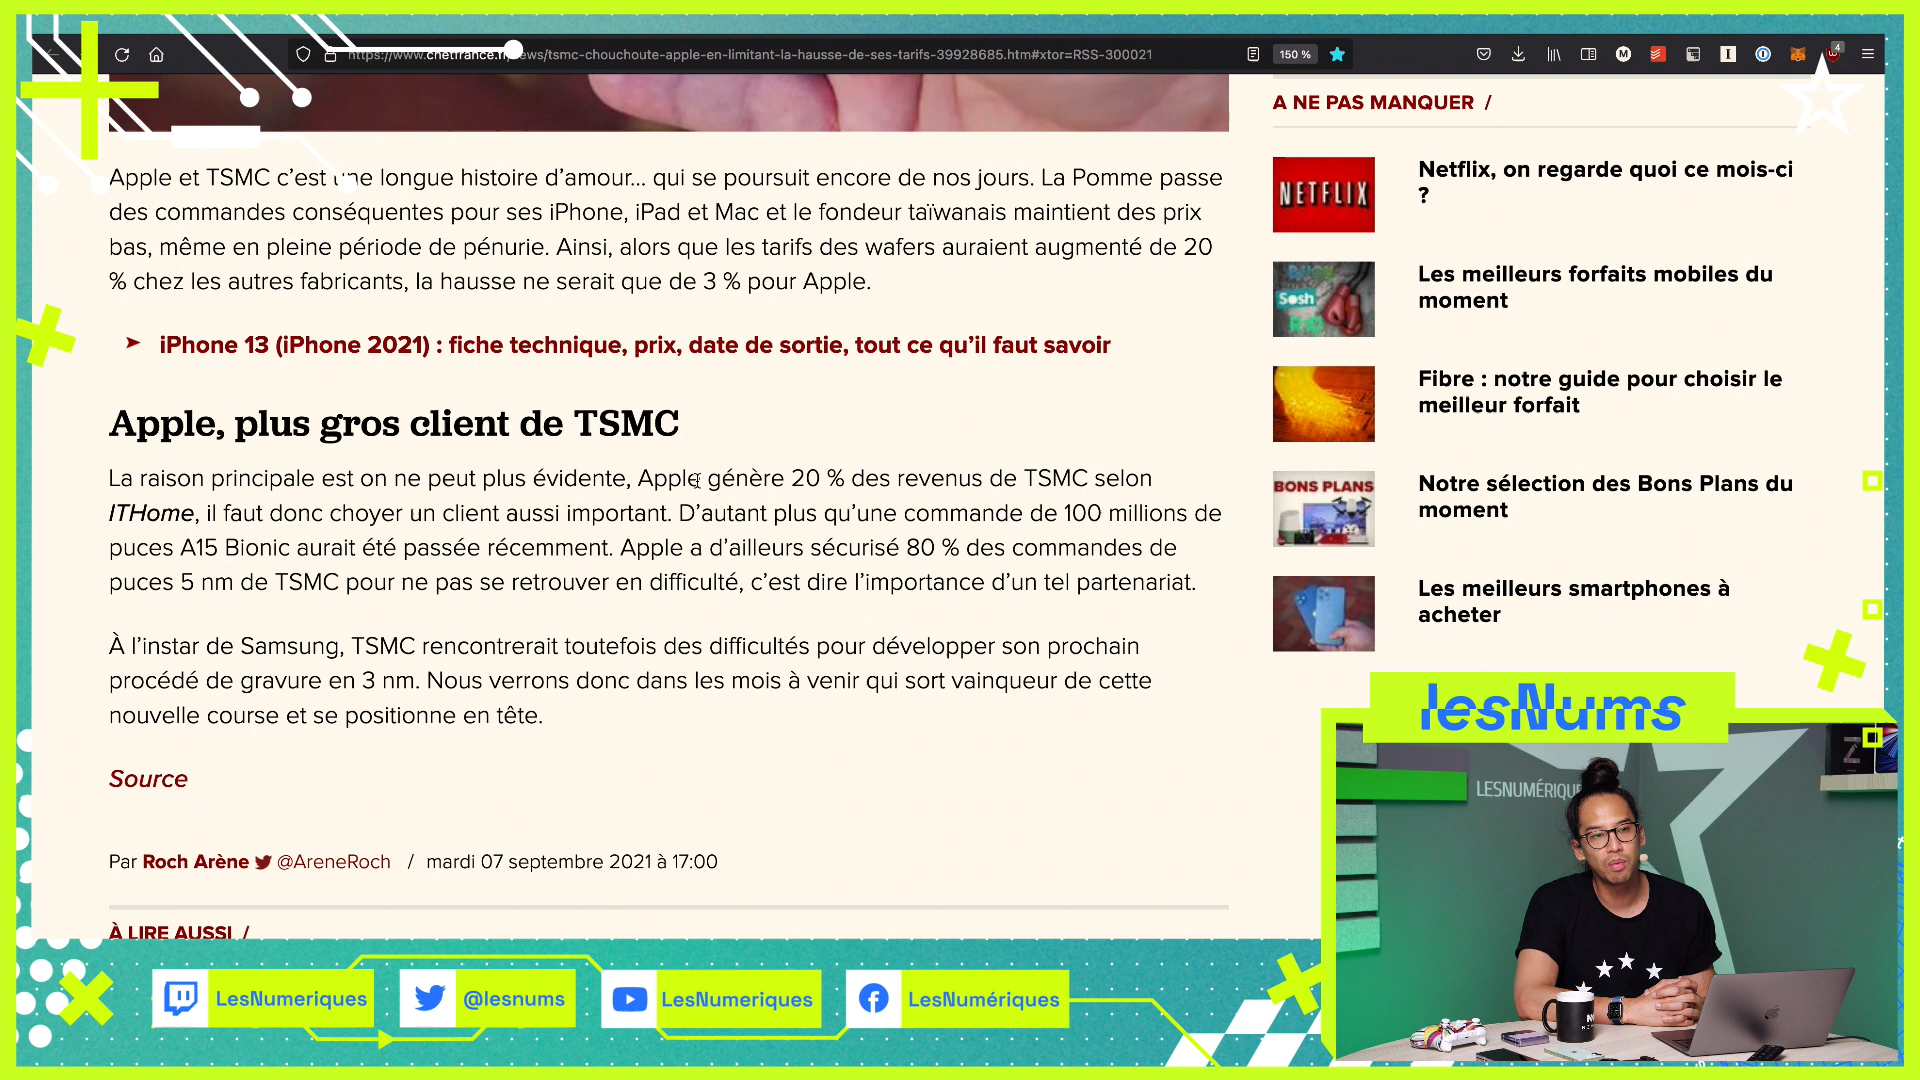 https://www.cnetfrance.fr/news/tsmc-chouchoute-apple-en-limitant-la-hausse-de-ses-tarifs-39928685.htm#xtor=RSS-300021
150 %
4
A NE PAS MANQUER /
Apple et TSMC c’est une longue histoire d’amour... qui se poursuit encore de nos jours. La Pomme passe
des commandes conséquentes pour ses iPhone, iPad et Mac et le fondeur taïwanais maintient des prix
bas, même en pleine période de pénurie. Ainsi, alors que les tarifs des wafers auraient augmenté de 20
% chez les autres fabricants, la hausse ne serait que de 3 % pour Apple.
iPhone 13 (iPhone 2021) : fiche technique, prix, date de sortie, tout ce qu’il faut savoir
Apple, plus gros client de TSMC
La raison principale est on ne peut plus évidente, Apple génère 20 % des revenus de TSMC selon
ITHome, il faut donc choyer un client aussi important. D’autant plus qu’une commande de 100 millions de
puces A15 Bionic aurait été passée récemment. Apple a d’ailleurs sécurisé 80 % des commandes de
puces 5 nm de TSMC pour ne pas se retrouver en difficulté, c’est dire l’importance d’un tel partenariat.
À l’instar de Samsung, TSMC rencontrerait toutefois des difficultés pour développer son prochain
procédé de gravure en 3 nm. Nous verrons donc dans les mois à venir qui sort vainqueur de cette
nouvelle course et se positionne en tête.
Source
Par Roch Arène @AreneRoch / mardi 07 septembre 2021 à 17:00
À LIRE AUSSI /
NETFLIX
Netflix, on regarde quoi ce mois-ci
?
Sosh
Les meilleurs forfaits mobiles du
moment
Fibre : notre guide pour choisir le
meilleur forfait
BONS PLANS
Notre sélection des Bons Plans du
moment
Les meilleurs smartphones à
acheter
lesNums
LESNUMÉRIQU
Z
LesNumeriques
@lesnums
LesNumeriques
LesNumériques